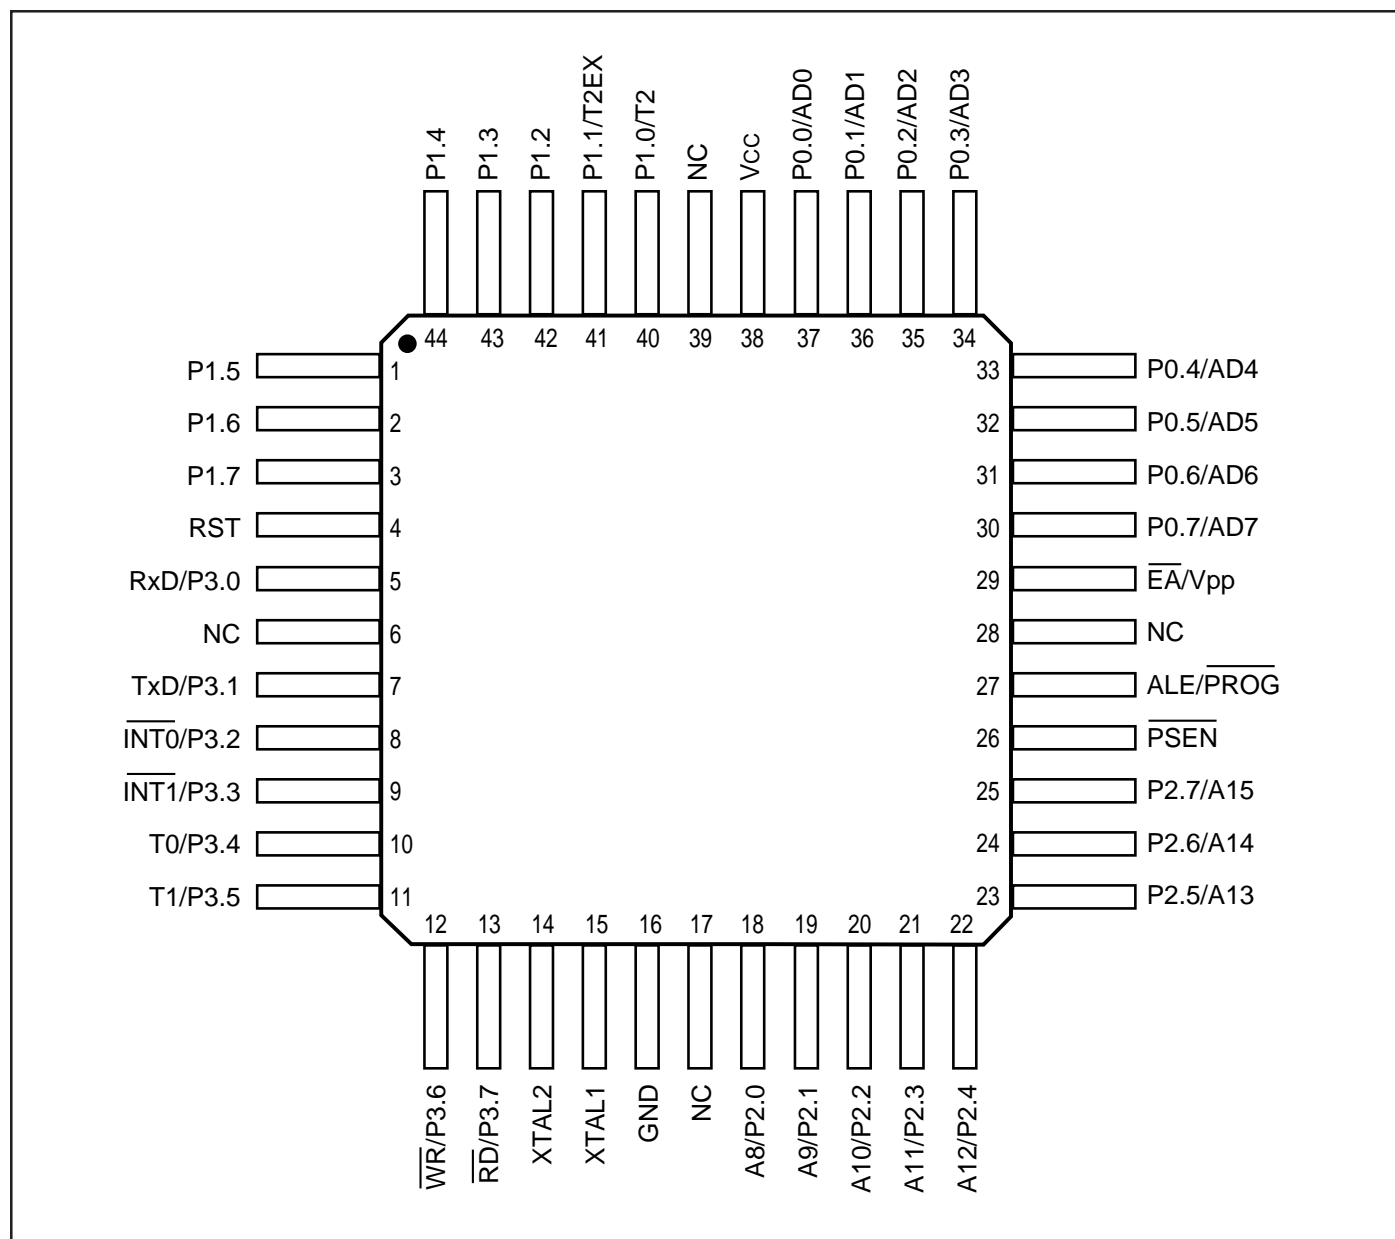 P1.4
P1.3
P1.2
P1.1/T2EX
P1.0/T2
NC
VCC
P0.0/AD0
P0.1/AD1
P0.2/AD2
P0.3/AD3
44 43 42 41 40 39 38 37 36 35 34
P1.5 1
P1.6 2
P1.7 3
RST 4
RxD/P3.0 5
NC 6
TxD/P3.1 7
INT0/P3.2 8
INT1/P3.3 9
T0/P3.4 10
T1/P3.5 11
33 P0.4/AD4
32 P0.5/AD5
31 P0.6/AD6
30 P0.7/AD7
29 EA/Vpp
28 NC
27 ALE/PROG
26 PSEN
25 P2.7/A15
24 P2.6/A14
23 P2.5/A13
12 13 14 15 16 17 18 19 20 21 22
WR/P3.6
RD/P3.7
XTAL2
XTAL1
GND
NC
A8/P2.0
A9/P2.1
A10/P2.2
A11/P2.3
A12/P2.4